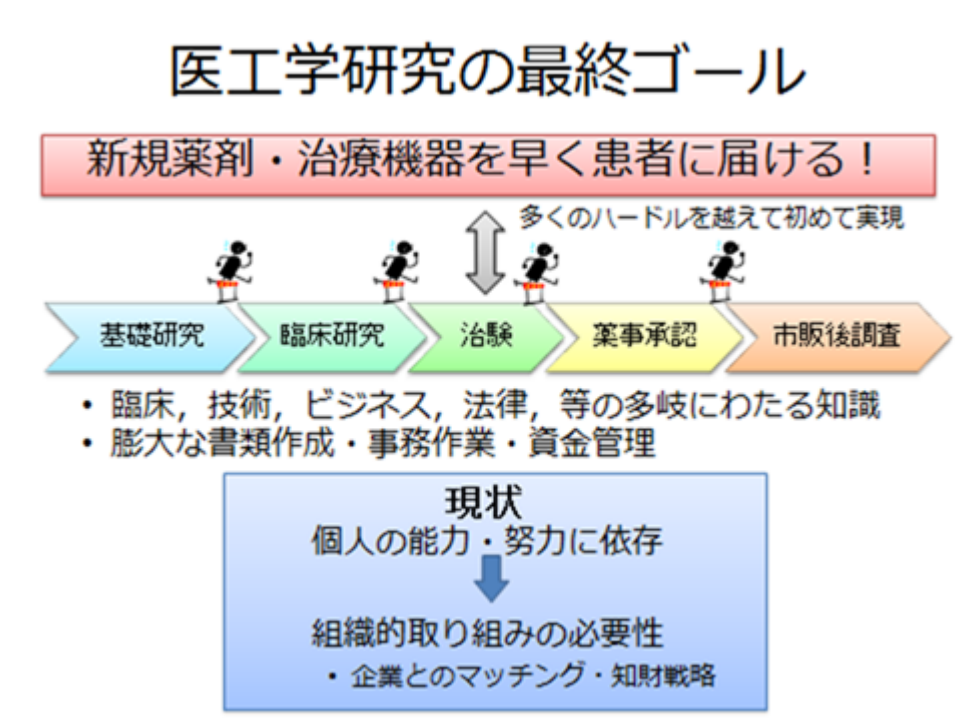 医工学研究の最終ゴール
新規薬剤・治療機器を早く患者に届ける！
多くのハードルを越えて初めて実現
基礎研究
臨床研究
治験
薬事承認
市販後調査
・臨床，技術，ビジネス，法律，等の多岐にわたる知識
・膨大な書類作成・事務作業・資金管理
現状
個人の能力・努力に依存
組織的取り組みの必要性
・企業とのマッチング・知財戦略